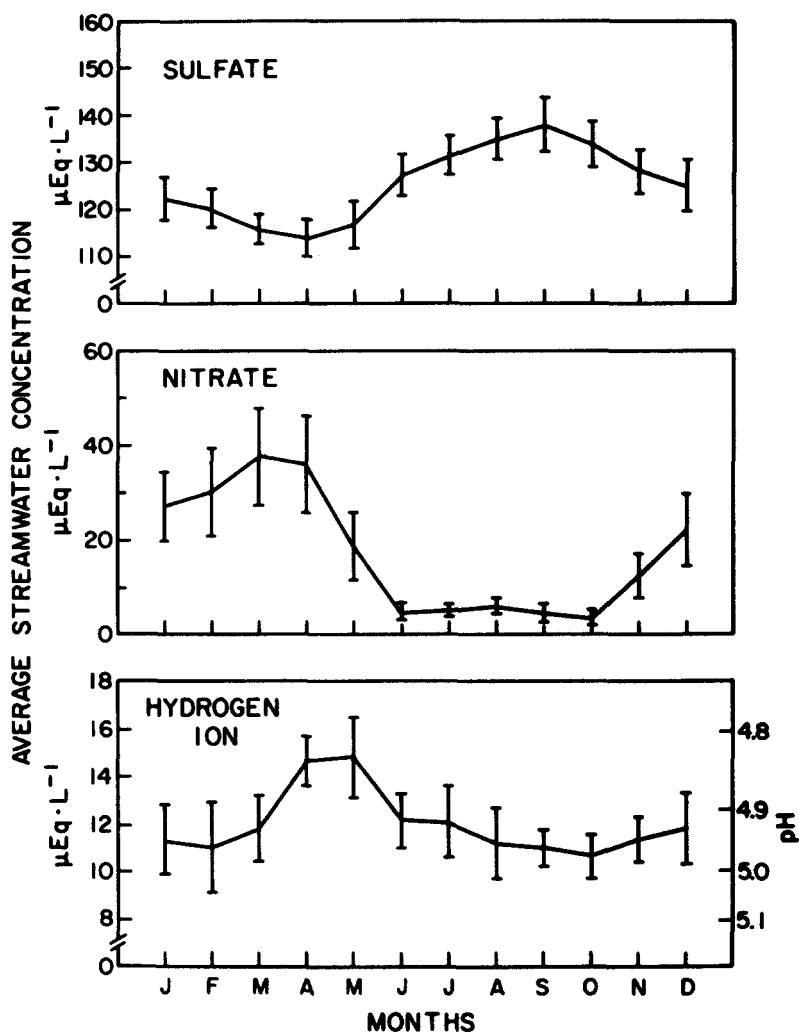 AVERAGE STREAMWATER CONCENTRATION
SULFATE
µEq·L⁻¹
160
150
140
130
120
110
0
NITRATE
µEq·L⁻¹
60
40
20
0
HYDROGEN
ION
µEq·L⁻¹
18
16
14
12
10
8
0
4.8
4.9
5.0
5.1
pH
J F M A M J J A S O N D
MONTHS